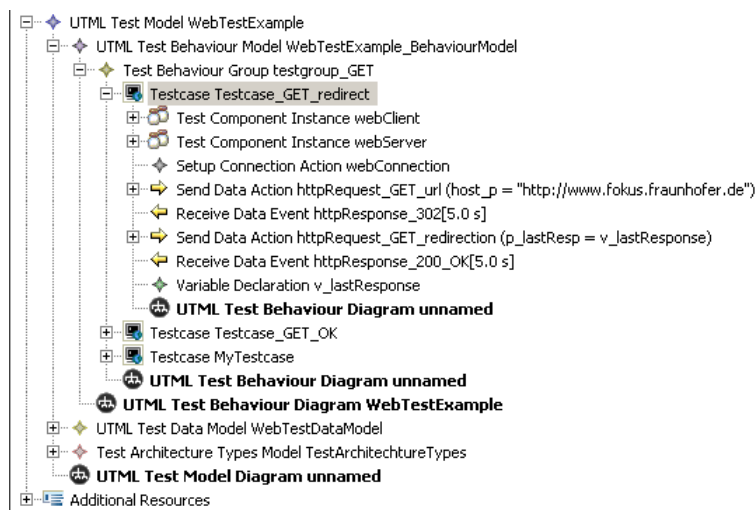 UTML Test Model WebTestExample
UTML Test Behaviour Model WebTestExample_BehaviourModel
Test Behaviour Group testgroup_GET
Testcase Testcase_GET_redirect
Test Component Instance webClient
Test Component Instance webServer
Setup Connection Action webConnection
Send Data Action httpRequest_GET_url (host_p = "http://www.fokus.fraunhofer.de")
Receive Data Event httpResponse_302[5.0 s]
Send Data Action httpRequest_GET_redirection (p_lastResp = v_lastResponse)
Receive Data Event httpResponse_200_OK[5.0 s]
Variable Declaration v_lastResponse
UTML Test Behaviour Diagram unnamed
Testcase Testcase_GET_OK
Testcase MyTestcase
UTML Test Behaviour Diagram unnamed
UTML Test Behaviour Diagram WebTestExample
UTML Test Data Model WebTestDataModel
Test Architecture Types Model TestArchitechtureTypes
UTML Test Model Diagram unnamed
Additional Resources